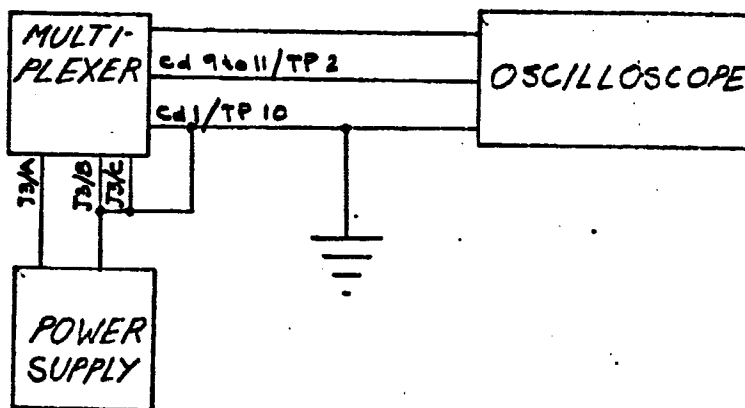 MULTI-
PLEXER
cd 9 to 11/TP 2
cd 1/TP 10
OSCILLOSCOPE
J3/A
J3/B
J3/C
POWER
SUPPLY